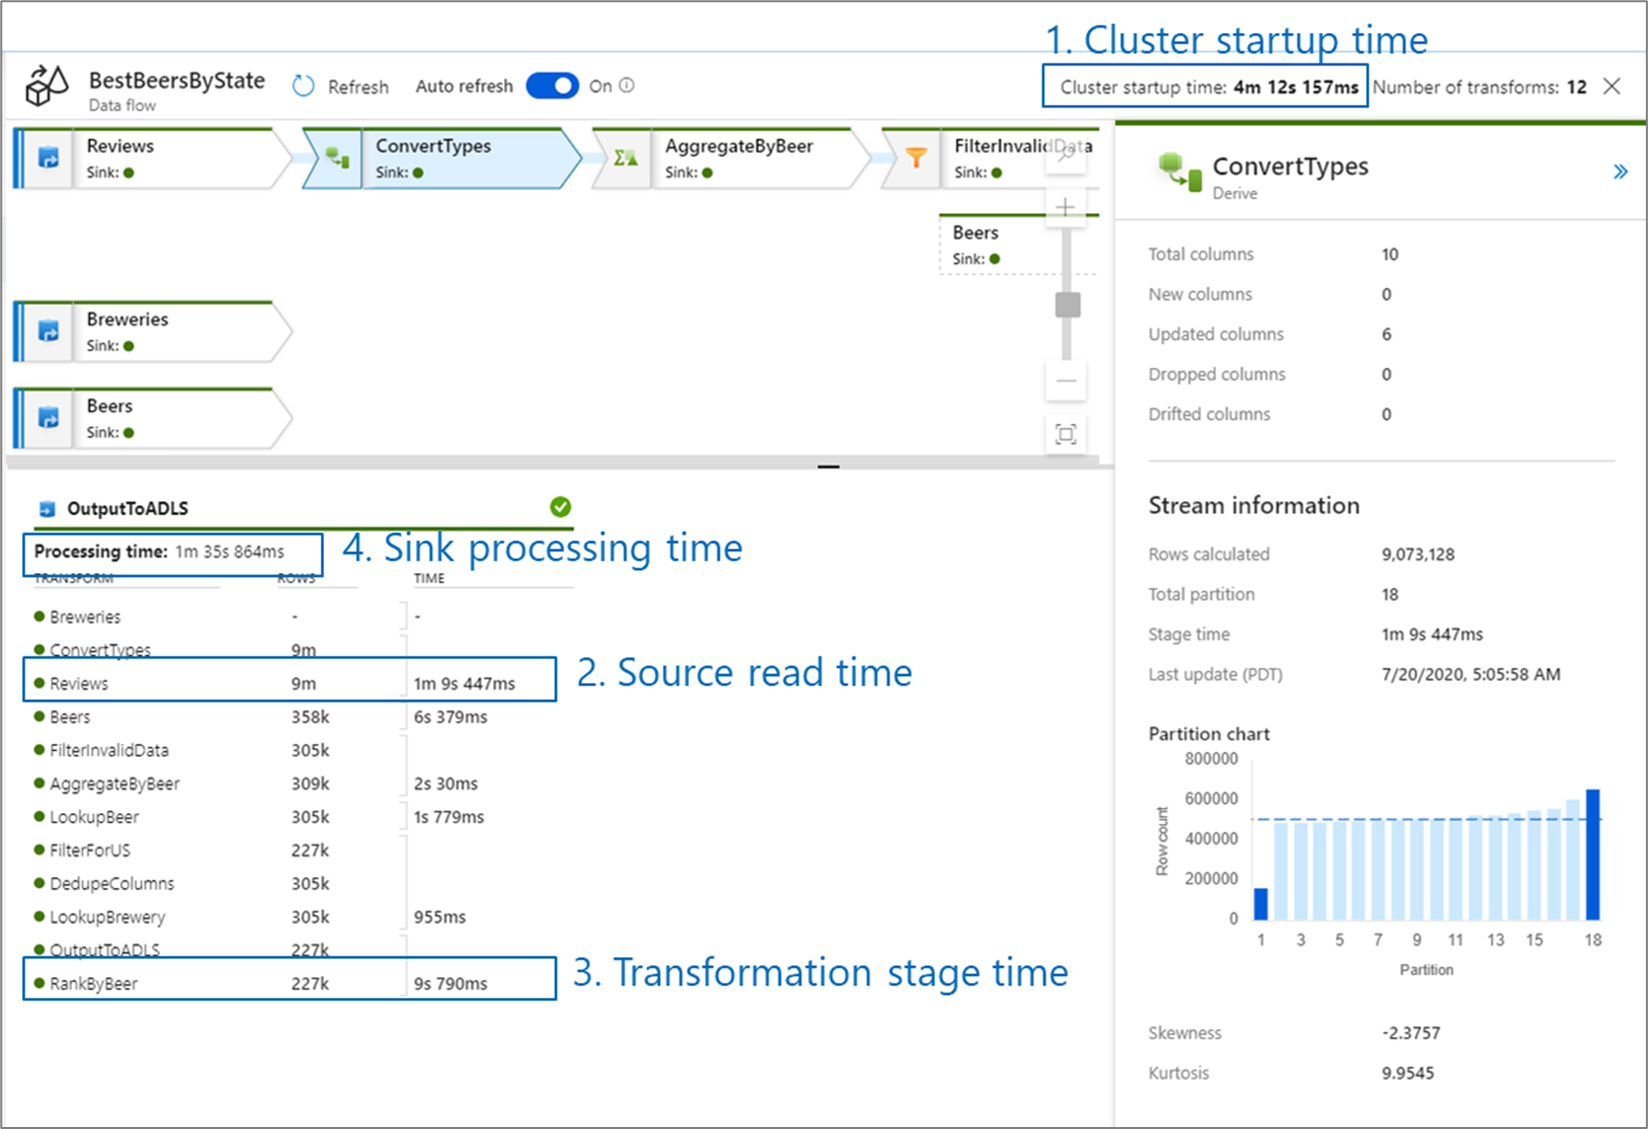 1. Cluster startup time
BestBeersByState
Data flow
Refresh
Auto refresh
On
Cluster startup time: 4m 12s 157ms
Number of transforms: 12
Reviews
Sink:
ConvertTypes
Sink:
AggregateByBeer
Sink:
FilterInvalidData
Sink:
Beers
Sink:
Breweries
Sink:
Beers
Sink:
OutputToADLS
Processing time: 1m 35s 864ms
4. Sink processing time
TRANSFORM ROWS TIME
Breweries - -
ConvertTypes 9m
Reviews 9m 1m 9s 447ms
2. Source read time
Beers 358k 6s 379ms
FilterInvalidData 305k
AggregateByBeer 309k 2s 30ms
LookupBeer 305k 1s 779ms
FilterForUS 227k
DedupeColumns 305k
LookupBrewery 305k 955ms
OutputToADLS 227k
RankByBeer 227k 9s 790ms
3. Transformation stage time
ConvertTypes
Derive
Total columns 10
New columns 0
Updated columns 6
Dropped columns 0
Drifted columns 0
Stream information
Rows calculated 9,073,128
Total partition 18
Stage time 1m 9s 447ms
Last update (PDT) 7/20/2020, 5:05:58 AM
Partition chart
800000
600000
400000
200000
0
Row count
1 3 5 7 9 11 13 15 18
Partition
Skewness -2.3757
Kurtosis 9.9545